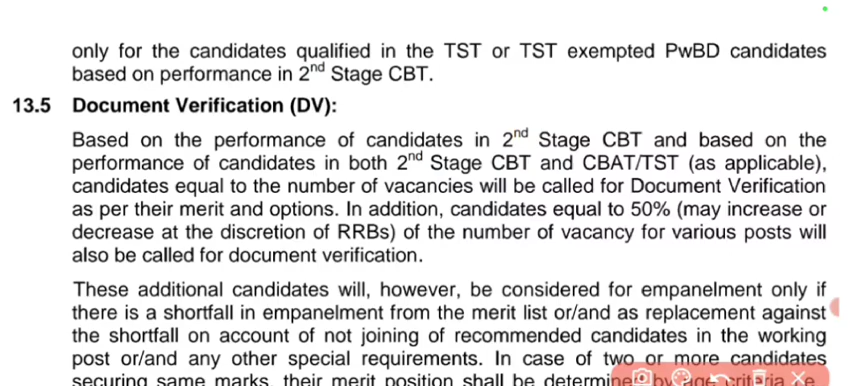 only for the candidates qualified in the TST or TST exempted PwBD candidates
based on performance in 2nd Stage CBT.
13.5 Document Verification (DV):
Based on the performance of candidates in 2nd Stage CBT and based on the
performance of candidates in both 2nd Stage CBT and CBAT/TST (as applicable),
candidates equal to the number of vacancies will be called for Document Verification
as per their merit and options. In addition, candidates equal to 50% (may increase or
decrease at the discretion of RRBs) of the number of vacancy for various posts will
also be called for document verification.
These additional candidates will, however, be considered for empanelment only if
there is a shortfall in empanelment from the merit list or/and as replacement against
the shortfall on account of not joining of recommended candidates in the working
post or/and any other special requirements. In case of two or more candidates
securing same marks, their merit position shall be determined by age criteria